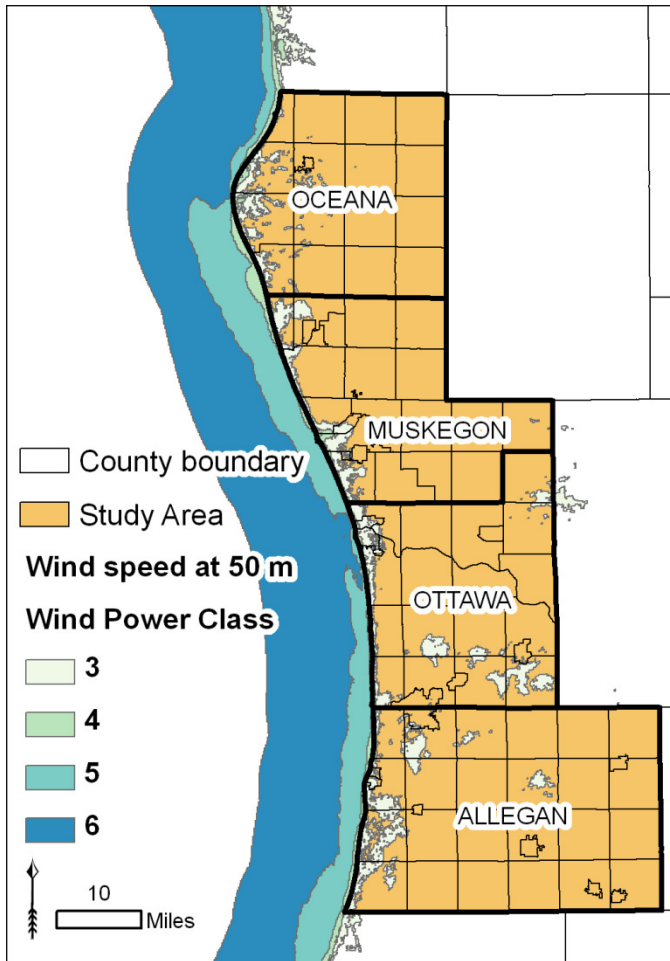 OCEANA
MUSKEGON
County boundary
Study Area
Wind speed at 50 m
Wind Power Class
OTTAWA
3
4
5
6
ALLEGAN
10
Miles